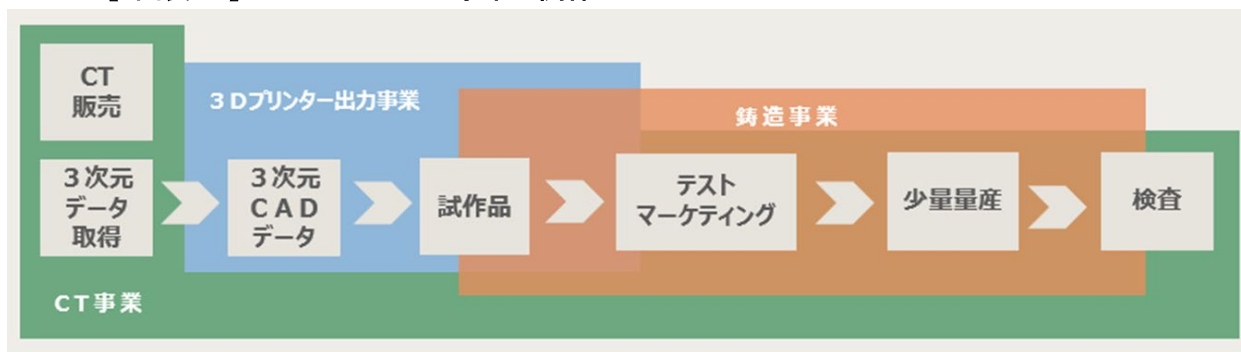 CT
販売
３Dプリンター出力事業
鋳造事業
３次元
データ
取得
３次元
ＣＡＤ
データ
試作品
テスト
マーケティング
少量量産
検査
CT事業